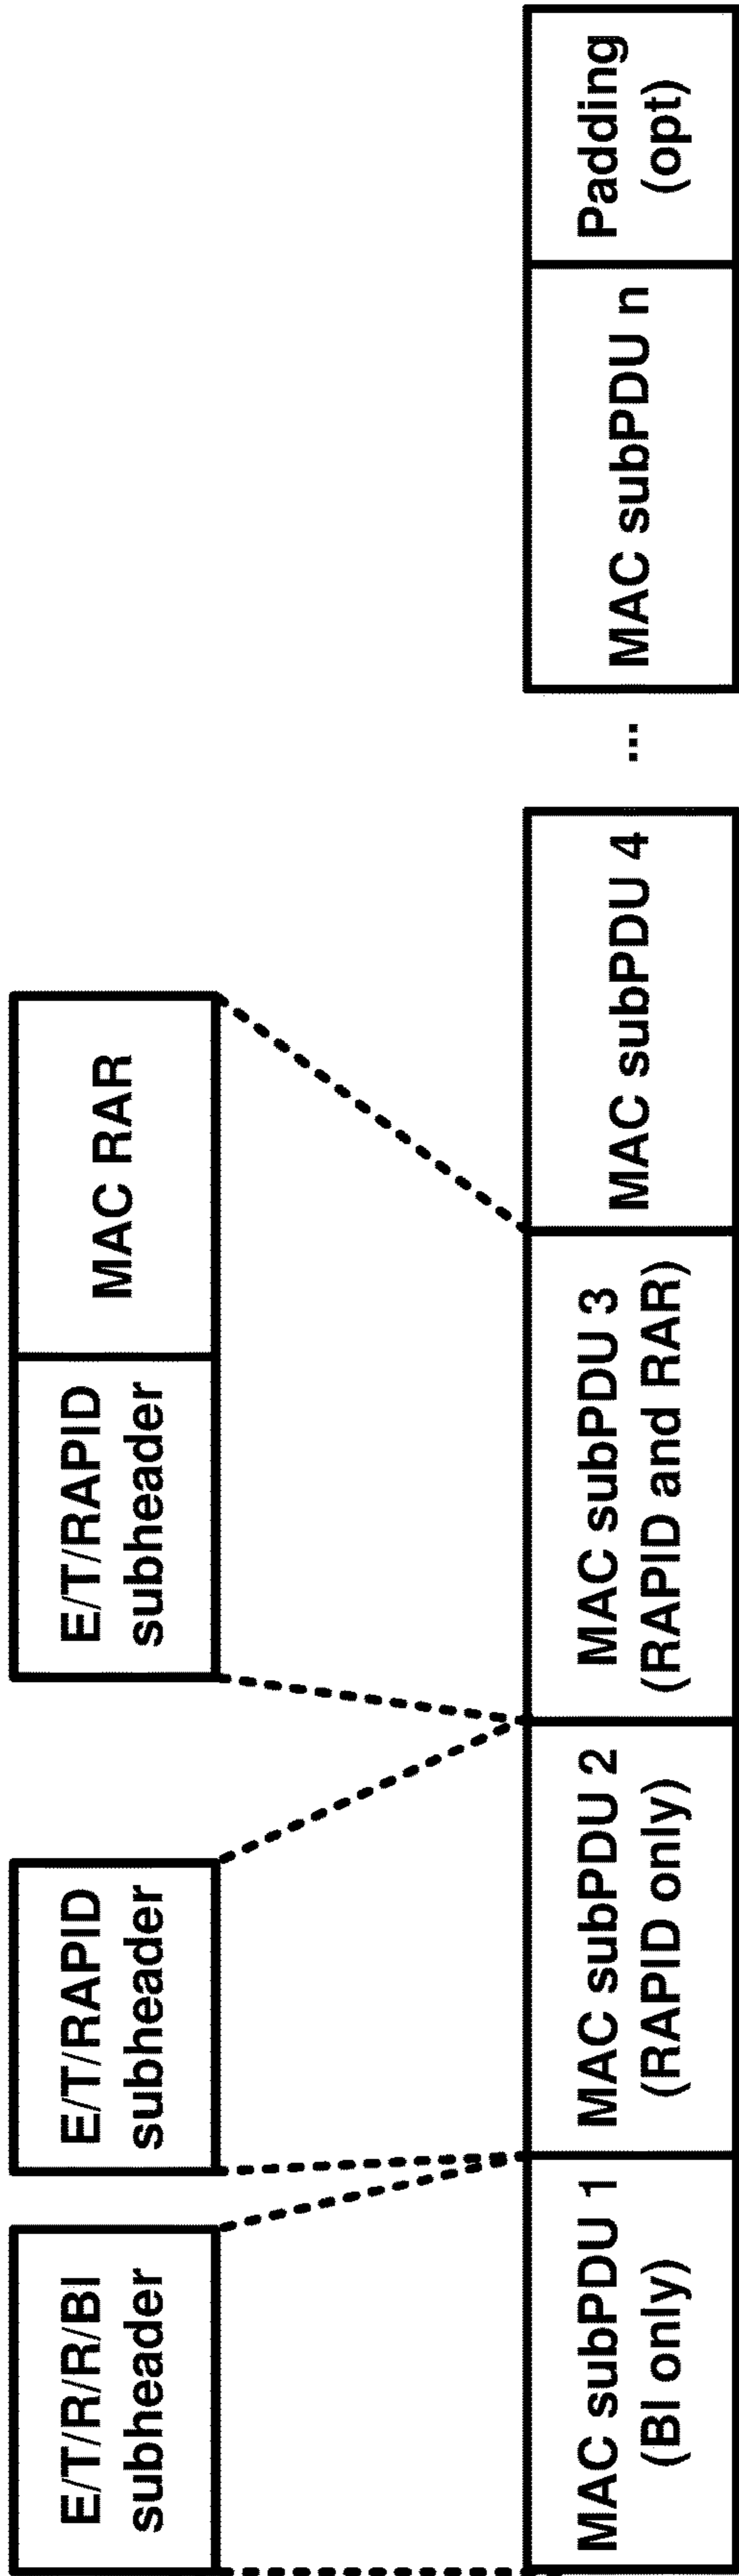 E/T/R/R/BI
subheader
E/T/RAPID
subheader
E/T/RAPID
subheader
MAC RAR
MAC subPDU 1
(BI only)
MAC subPDU 2
(RAPID only)
MAC subPDU 3
(RAPID and RAR)
MAC subPDU 4
...
MAC subPDU n
Padding
(opt)